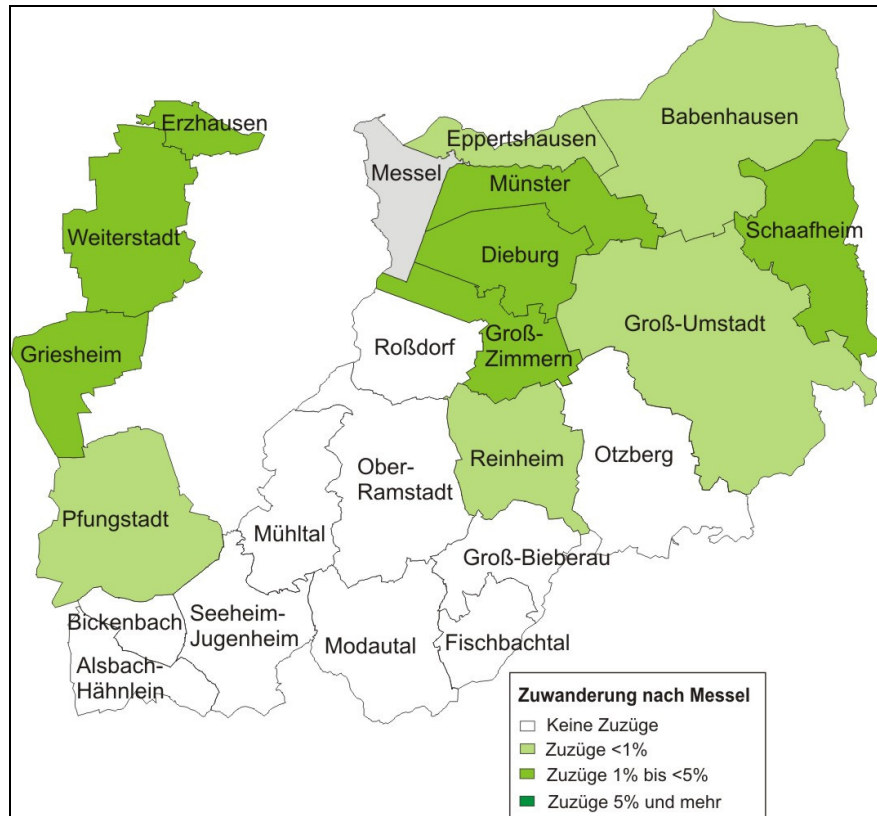 Babenhausen
Erzhausen
Eppertshausen
Messel
Münster
Schaafheim
Weiterstadt
Dieburg
Groß-Umstadt
Griesheim
Roßdorf
Groß-
Zimmern
Ober-
Ramstadt
Reinheim
Otzberg
Pfungstadt
Mühltal
Groß-Bieberau
Bickenbach
Seeheim-
Jugenheim
Modautal
Fischbachtal
Alsbach-
Hähnlein
Zuwanderung nach Messel
Keine Zuzüge
Zuzüge <1%
Zuzüge 1% bis <5%
Zuzüge 5% und mehr